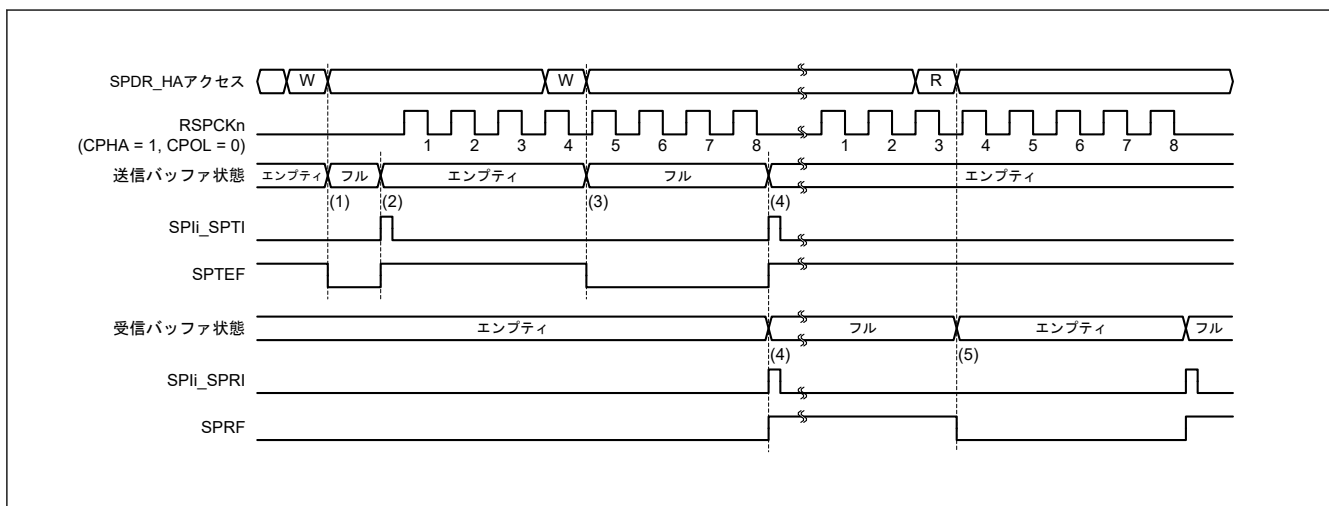 SPDR_HAアクセス W W R
RSPCKn
(CPHA = 1, CPOL = 0)
1 2 3 4 5 6 7 8 1 2 3 4 5 6 7 8
送信バッファ状態 エンプティ フル エンプティ フル エンプティ
(1) (2) (3) (4)
SPIi_SPTI
SPTEF
受信バッファ状態 エンプティ フル エンプティ フル
(4) (5)
SPIi_SPRI
SPRF